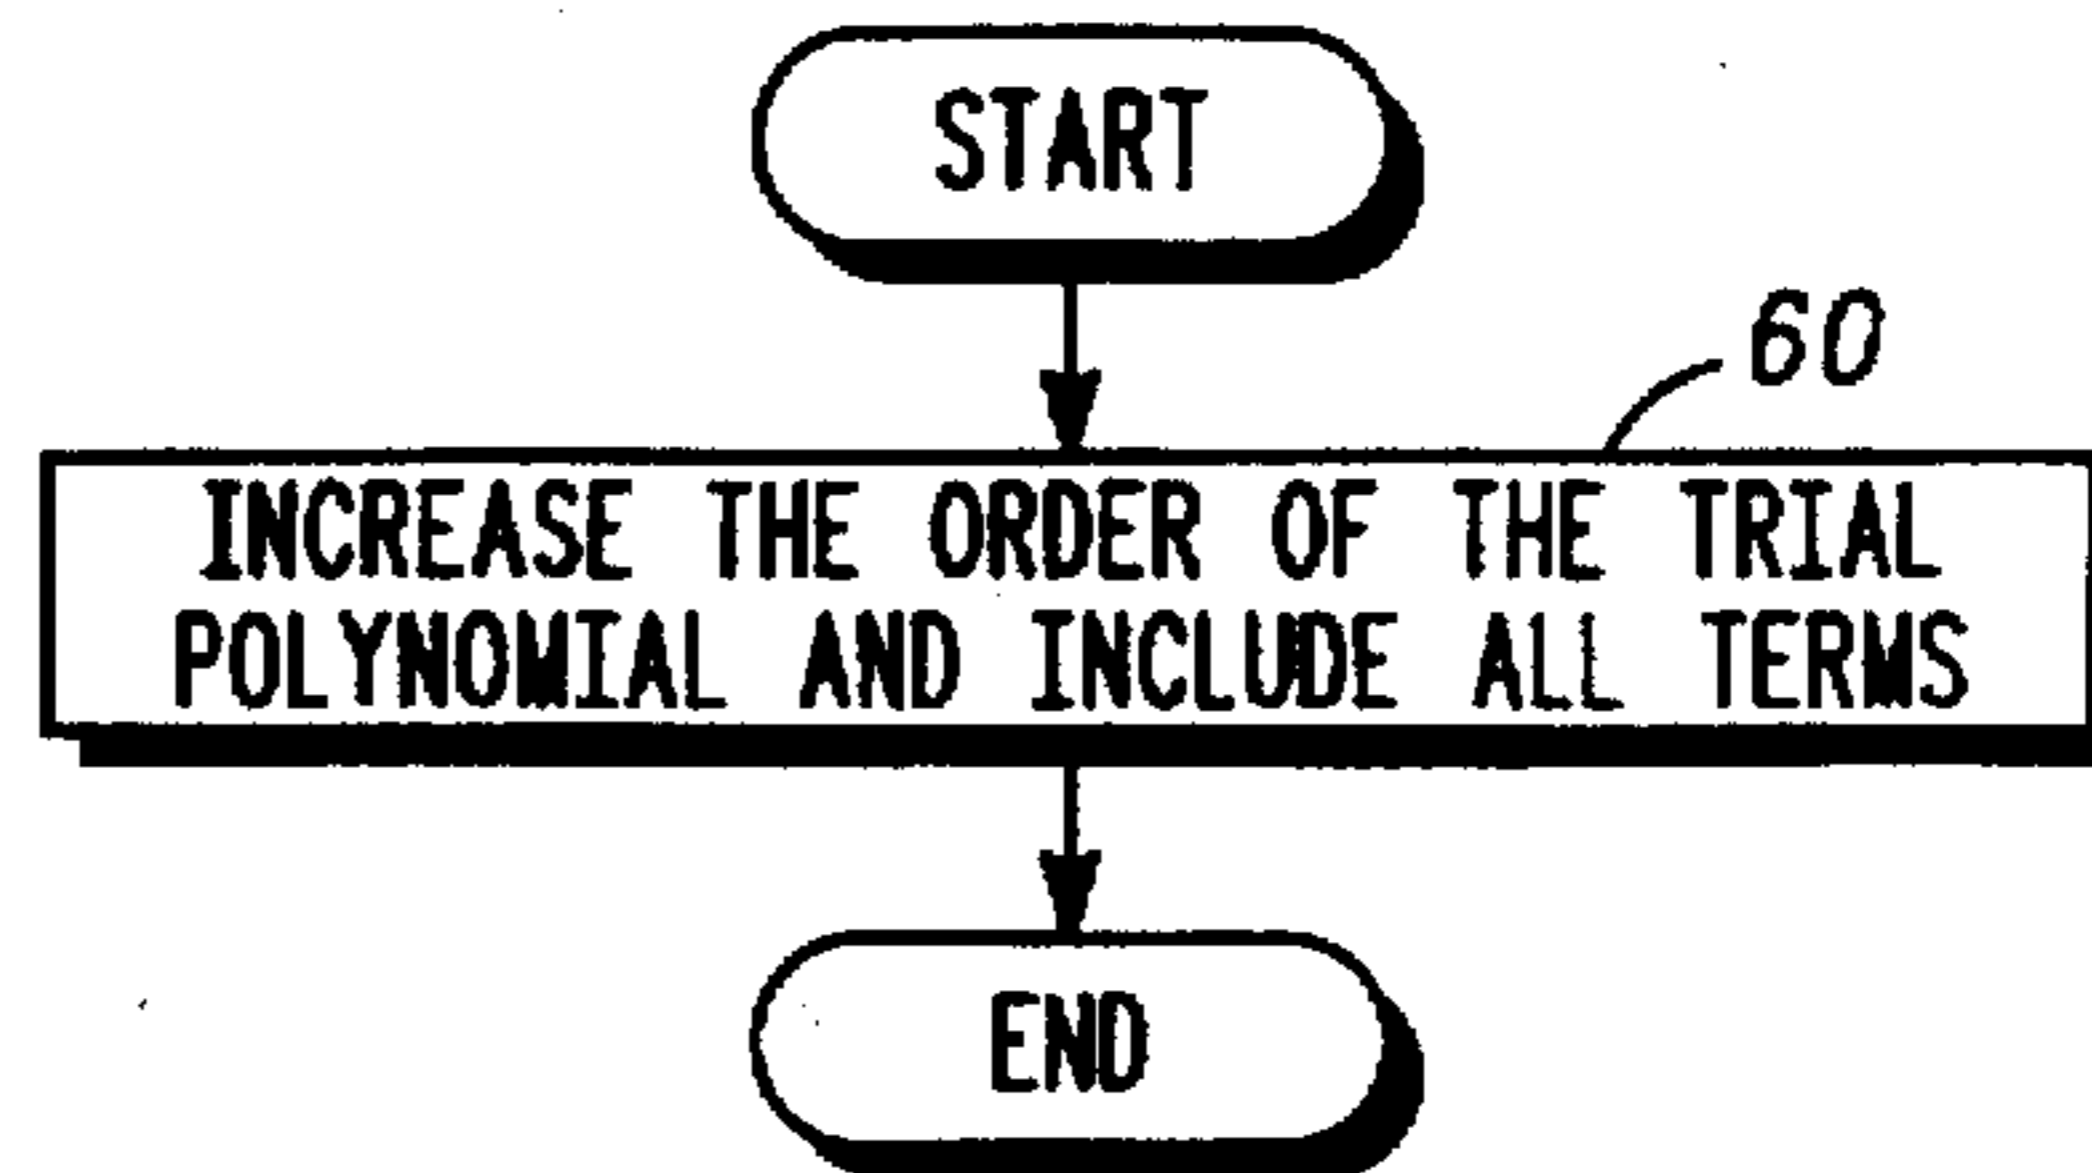 START
60
INCREASE THE ORDER OF THE TRIAL
POLYNOMIAL AND INCLUDE ALL TERMS
END